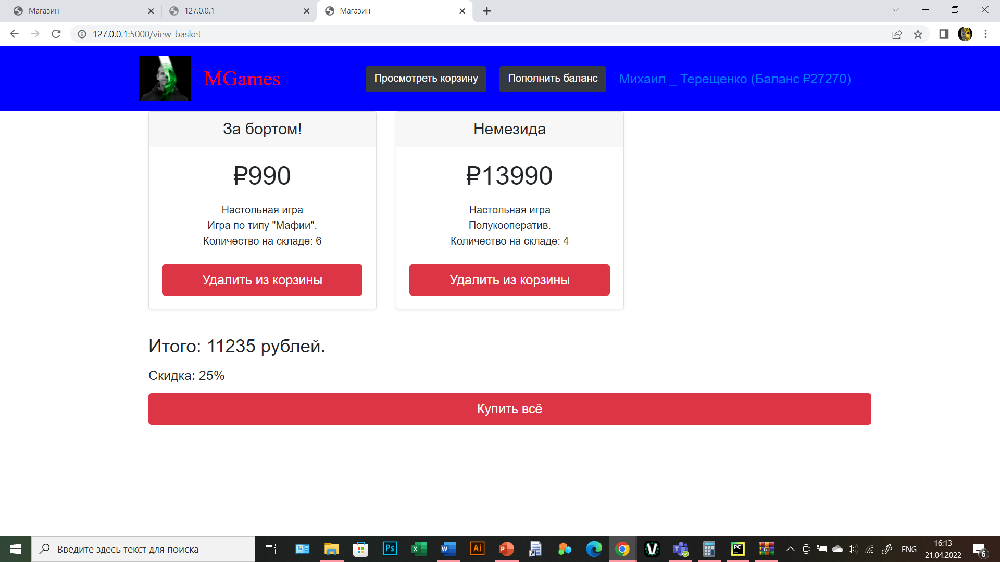 Магазин
127.0.0.1
Магазин
127.0.0.1:5000/view_basket
MGames
Просмотреть корзину
Пополнить баланс
Михаил _ Терещенко (Баланс ₽27270)
За бортом!
₽990
Настольная игра
Игра по типу "Мафии".
Количество на складе: 6
Удалить из корзины
Немезида
₽13990
Настольная игра
Полукооператив.
Количество на складе: 4
Удалить из корзины
Итого: 11235 рублей.
Скидка: 25%
Купить всё
Введите здесь текст для поиска
Ps
X
W
Ai
P
V
T
PC
ENG
16:13
21.04.2022
6